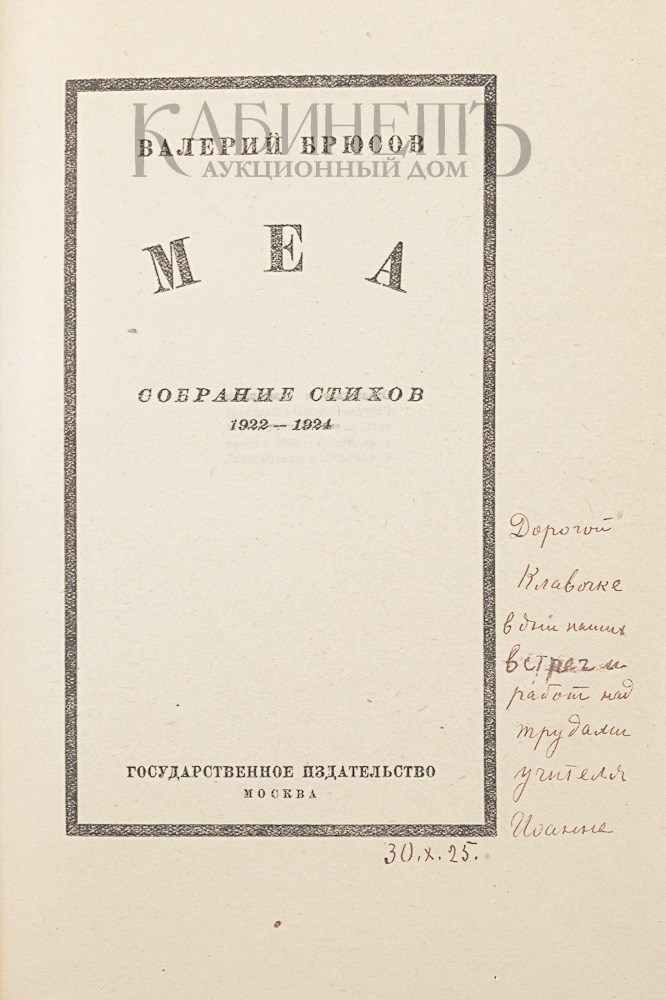 КАБИНЕТЪ
АУКЦИОННЫЙ ДОМ
ВАЛЕРИЙ БРЮСОВ
МЕА
СОБРАНИЕ СТИХОВ
1922 — 1924
ГОСУДАРСТВЕННОЕ ИЗДАТЕЛЬСТВО
МОСКВА
Дорогой
Клавочке
в дни наших
встреч и
работ над
трудами
учителя
Иоанна
30.x.25.